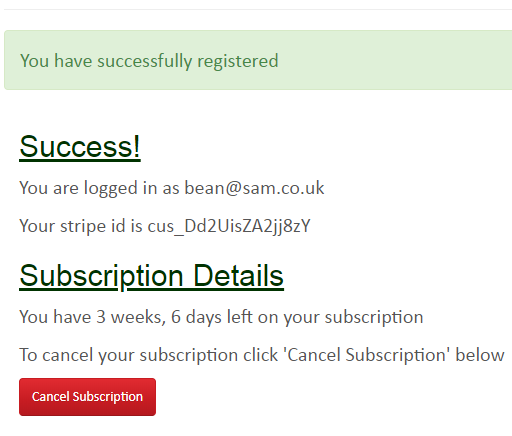 You have successfully registered
Success!
You are logged in as bean@sam.co.uk
Your stripe id is cus_Dd2UisZA2jj8zY
Subscription Details
You have 3 weeks, 6 days left on your subscription
To cancel your subscription click 'Cancel Subscription' below
Cancel Subscription